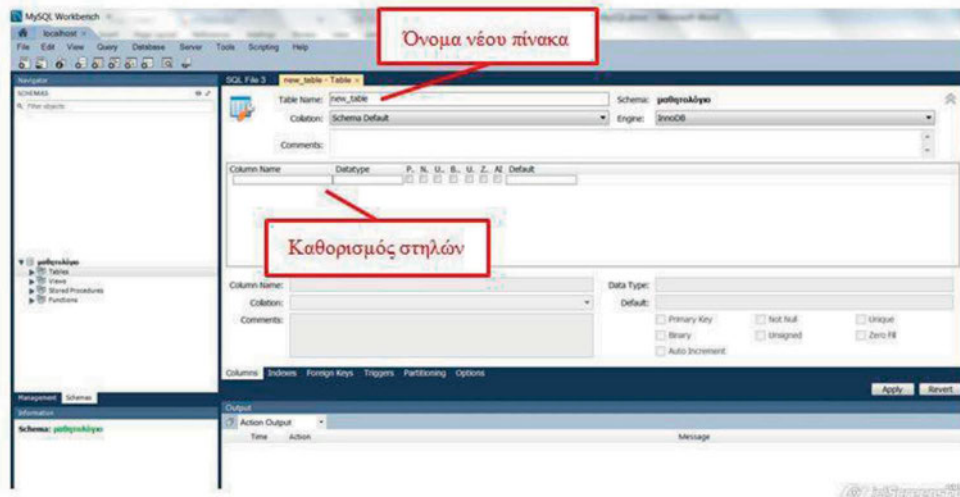 MySQL Workbench
localhost
File Edit View Query Database Server Tools Scripting Help
Όνομα νέου πίνακα
Navigator
SCHEMAS
Filter objects
SQL File 3 new_table - Table
Table Name: new_table Schema: μαθητολόγιο
Collation: Schema Default Engine: InnoDB
Comments:
Column Name Datatype P.. N. U.. B.. U. Z.. AI Default
Καθορισμός στηλών
μαθητολόγιο
Tables
Views
Stored Procedures
Functions
Column Name: Data Type:
Collation: Default:
Comments: Primary Key Not Null Unique
Binary Unsigned Zero Fill
Auto Increment
Columns Indexes Foreign Keys Triggers Partitioning Options
Apply Revert
Management Schemas
Information
Schema: μαθητολόγιο
Output
Action Output
Time Action Message